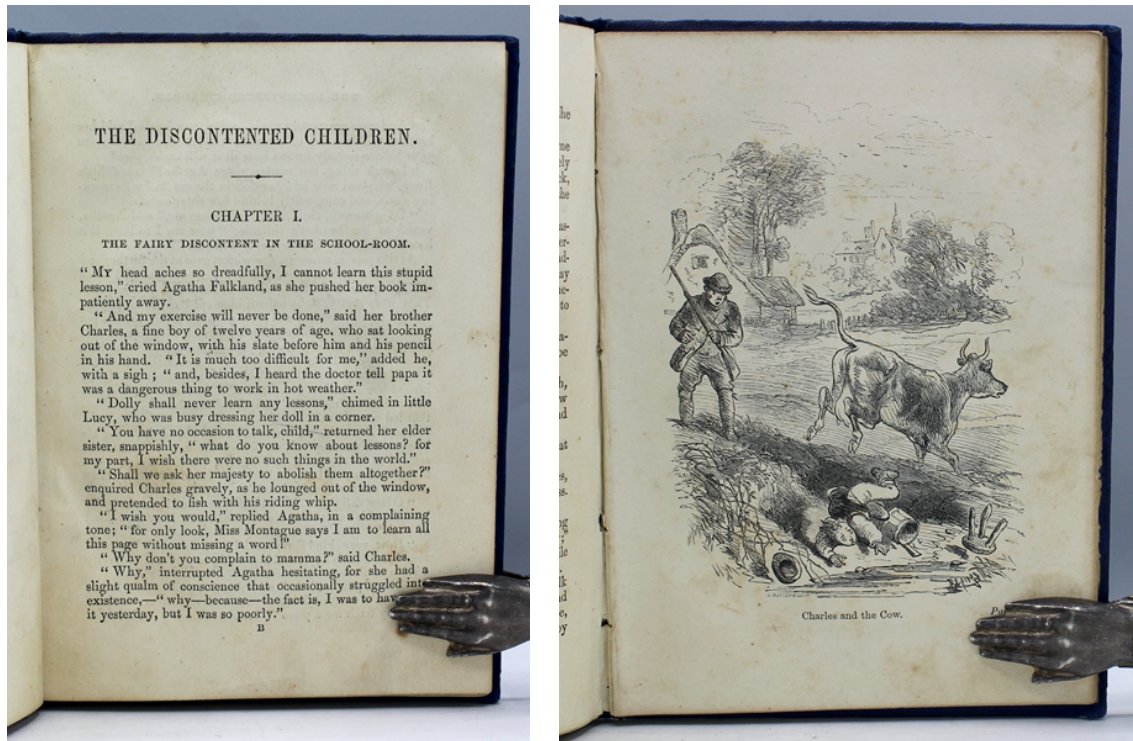 THE DISCONTENTED CHILDREN.
CHAPTER I.
THE FAIRY DISCONTENT IN THE SCHOOL-ROOM.
“ MY head aches so dreadfully, I cannot learn this stupid
lesson,” cried Agatha Falkland, as she pushed her book im-
patiently away.
“ And my exercise will never be done,” said her brother
Charles, a fine boy of twelve years of age, who sat looking
out of the window, with his slate before him and his pencil
in his hand. “ It is much too difficult for me,” added he,
with a sigh ; “ and, besides, I heard the doctor tell papa it
was a dangerous thing to work in hot weather.”
“ Dolly shall never learn any lessons,” chimed in little
Lucy, who was busy dressing her doll in a corner.
“ You have no occasion to talk, child,” returned her elder
sister, snappishly, “ what do you know about lessons? for
my part, I wish there were no such things in the world.”
“ Shall we ask her majesty to abolish them altogether?”
enquired Charles gravely, as he lounged out of the window,
and pretended to fish with his riding whip.
“ I wish you would,” replied Agatha, in a complaining
tone; “ for only look, Miss Montague says I am to learn all
this page without missing a word!”
“ Why don’t you complain to mamma?” said Charles.
“ Why,” interrupted Agatha hesitating, for she had a
slight qualm of conscience that occasionally struggled into
existence,—“ why—because—the fact is, I was to
it yesterday, but I was so poorly.”
B
Charles and the Cow.